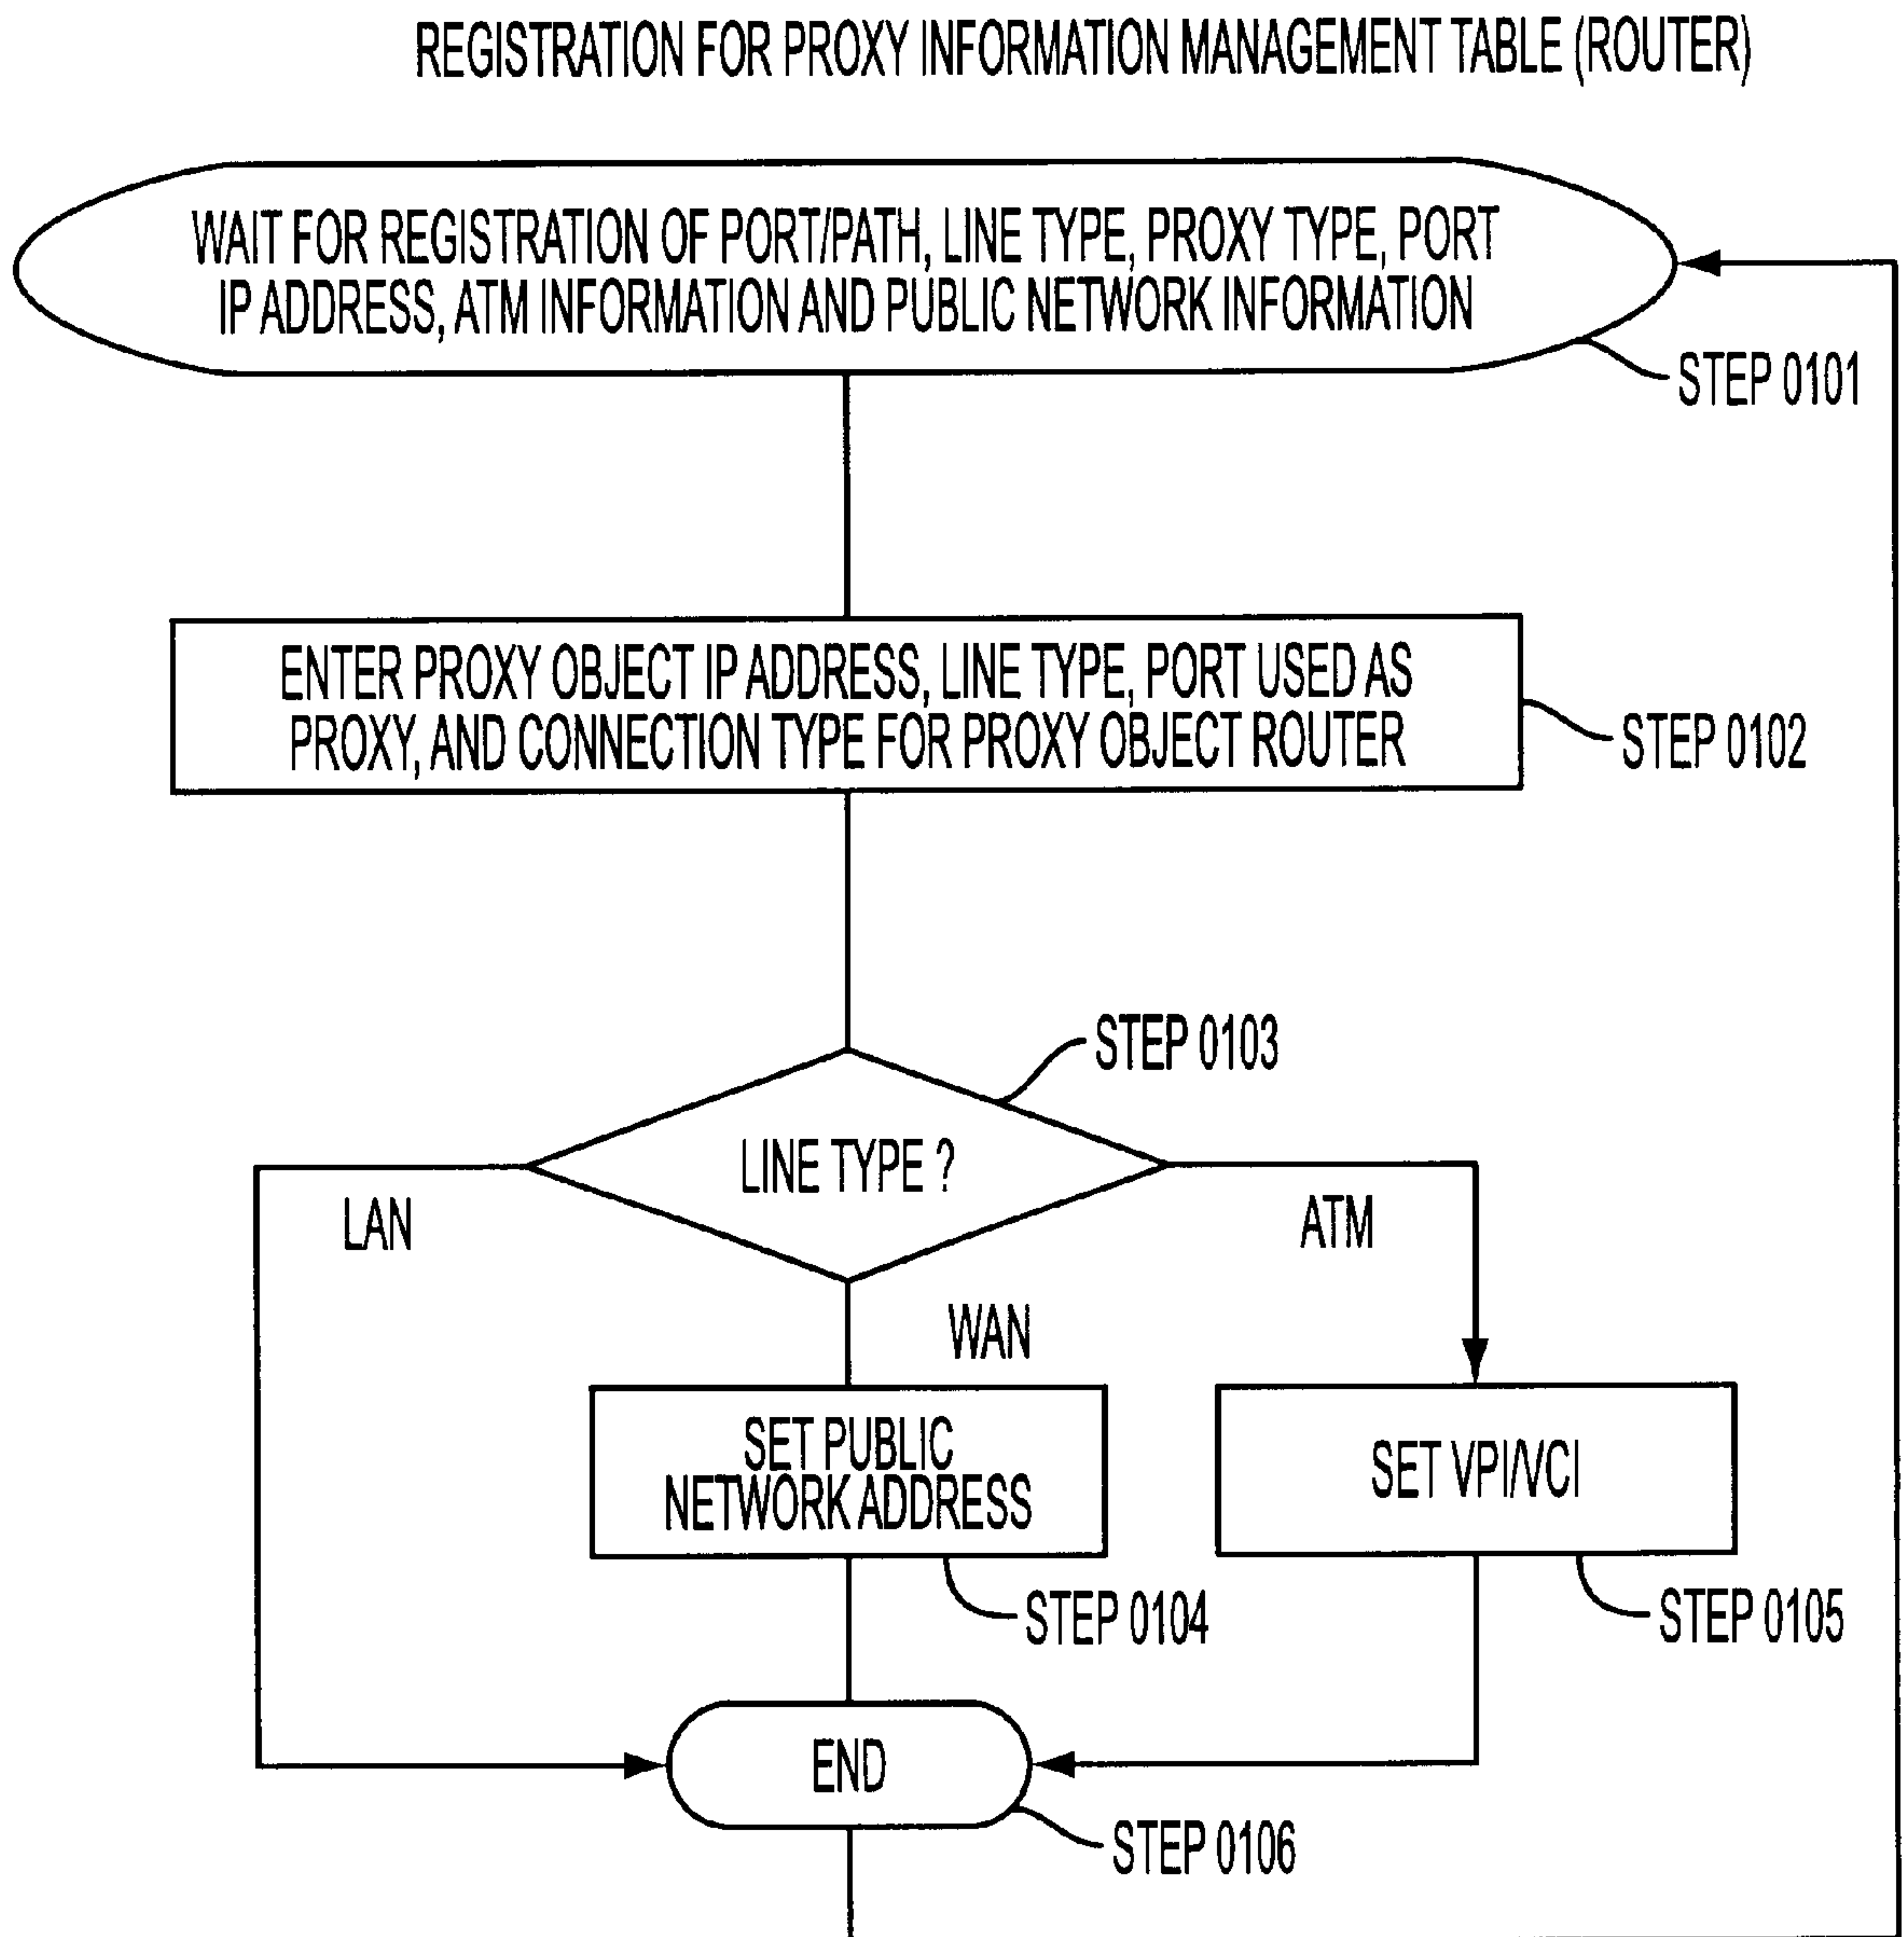 REGISTRATION FOR PROXY INFORMATION MANAGEMENT TABLE (ROUTER)
WAIT FOR REGISTRATION OF PORT/PATH, LINE TYPE, PROXY TYPE, PORT
IP ADDRESS, ATM INFORMATION AND PUBLIC NETWORK INFORMATION
STEP 0101
ENTER PROXY OBJECT IP ADDRESS, LINE TYPE, PORT USED AS
PROXY, AND CONNECTION TYPE FOR PROXY OBJECT ROUTER
STEP 0102
STEP 0103
LINE TYPE ?
LAN
ATM
WAN
SET PUBLIC
NETWORK ADDRESS
SET VPI/VCI
STEP 0104
STEP 0105
END
STEP 0106